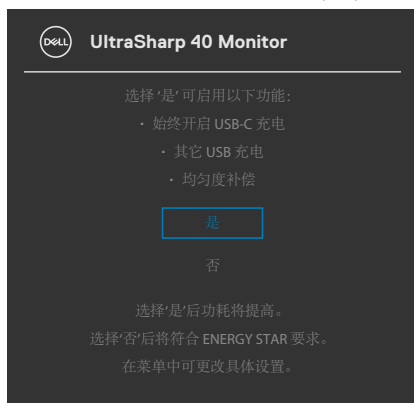 DELL
UltraSharp 40 Monitor
选择 '是' 可启用以下功能：
· 始终开启 USB-C 充电
· 其它 USB 充电
· 均匀度补偿
是
否
选择'是'后功耗将提高。
选择'否'后将符合 ENERGY STAR 要求。
在菜单中可更改具体设置。